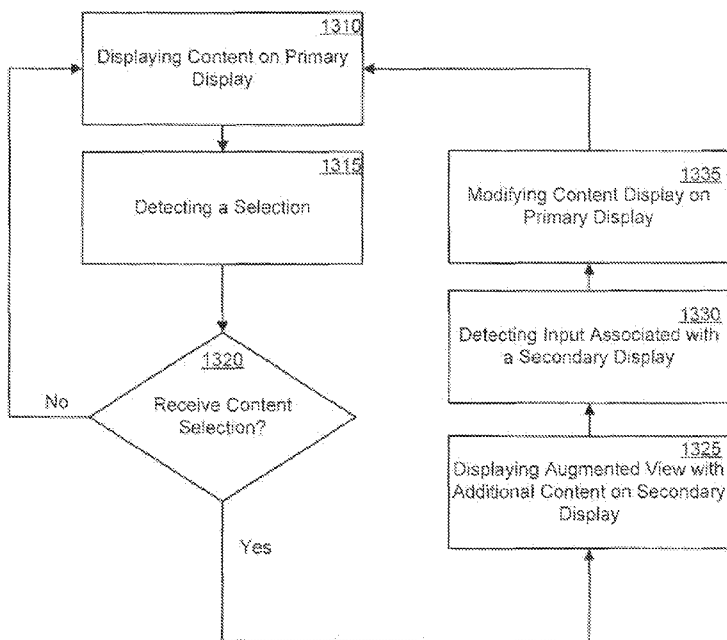 1310
Displaying Content on Primary
Display
1315
Detecting a Selection
1320
Receive Content
Selection?
No
Yes
1335
Modifying Content Display on
Primary Display
1330
Detecting Input Associated with
a Secondary Display
1325
Displaying Augmented View with
Additional Content on Secondary
Display